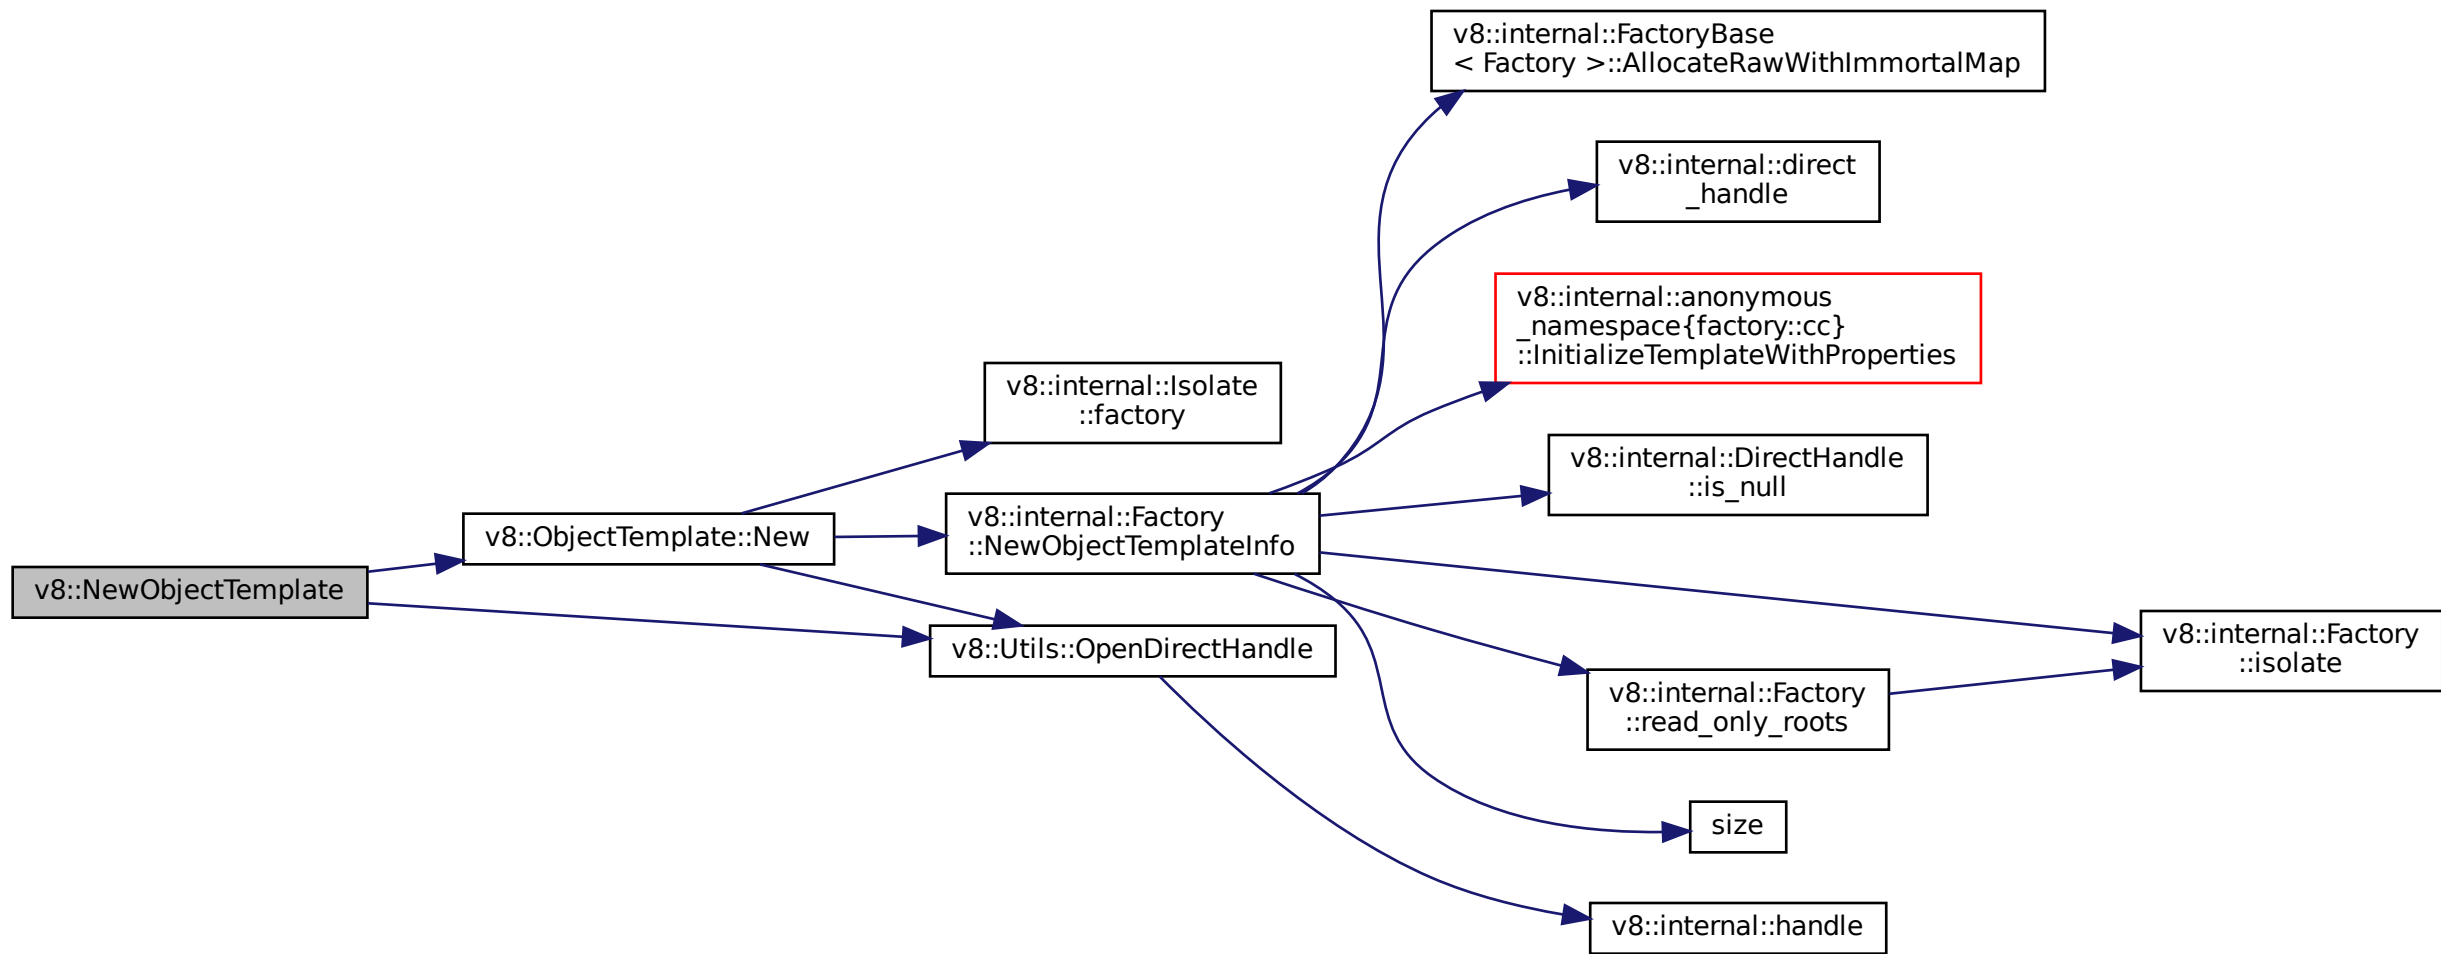 v8::NewObjectTemplate
v8::ObjectTemplate::New
v8::internal::Isolate
::factory
v8::internal::Factory
::NewObjectTemplateInfo
v8::Utils::OpenDirectHandle
v8::internal::FactoryBase
< Factory >::AllocateRawWithImmortalMap
v8::internal::direct
_handle
v8::internal::anonymous
_namespace{factory::cc}
::InitializeTemplateWithProperties
v8::internal::DirectHandle
::is_null
v8::internal::Factory
::read_only_roots
size
v8::internal::handle
v8::internal::Factory
::isolate